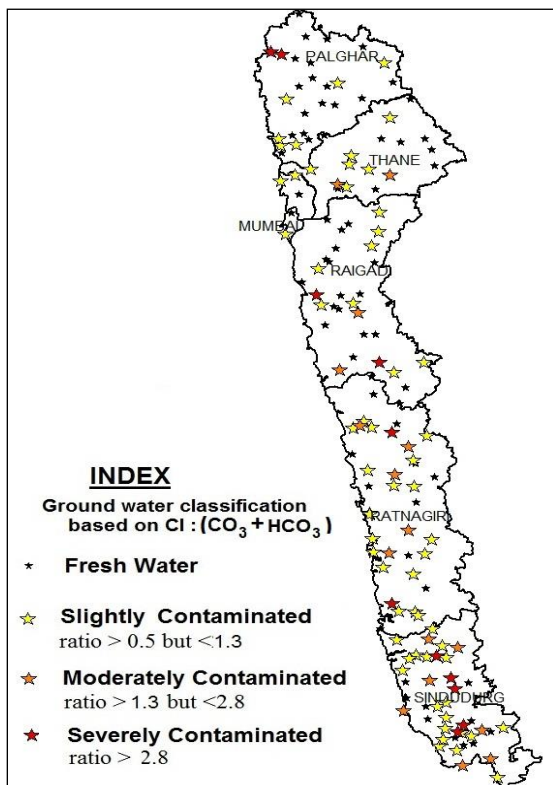 PALGHAR
THANE
MUMBAI
RAIGAD
RATNAGIRI
SINDUDURG
INDEX
Ground water classification
based on Cl : (CO₃ + HCO₃)
Fresh Water
Slightly Contaminated
ratio > 0.5 but <1.3
Moderately Contaminated
ratio > 1.3 but <2.8
Severely Contaminated
ratio > 2.8